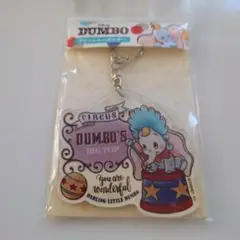 DUMBO
CIRCUS
DUMBO'S
BIG TOP
you are
wonderful
DARLING LITTLE DUMBO